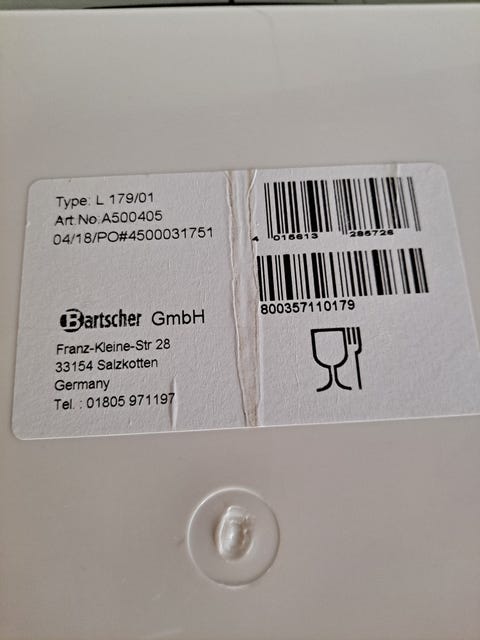 Type: L 179/01
Art.No:A500405
04/18/PO#4500031751
Bartscher GmbH
Franz-Kleine-Str 28
33154 Salzkotten
Germany
Tel. : 01805 971197
4 015613 285726
800357110179